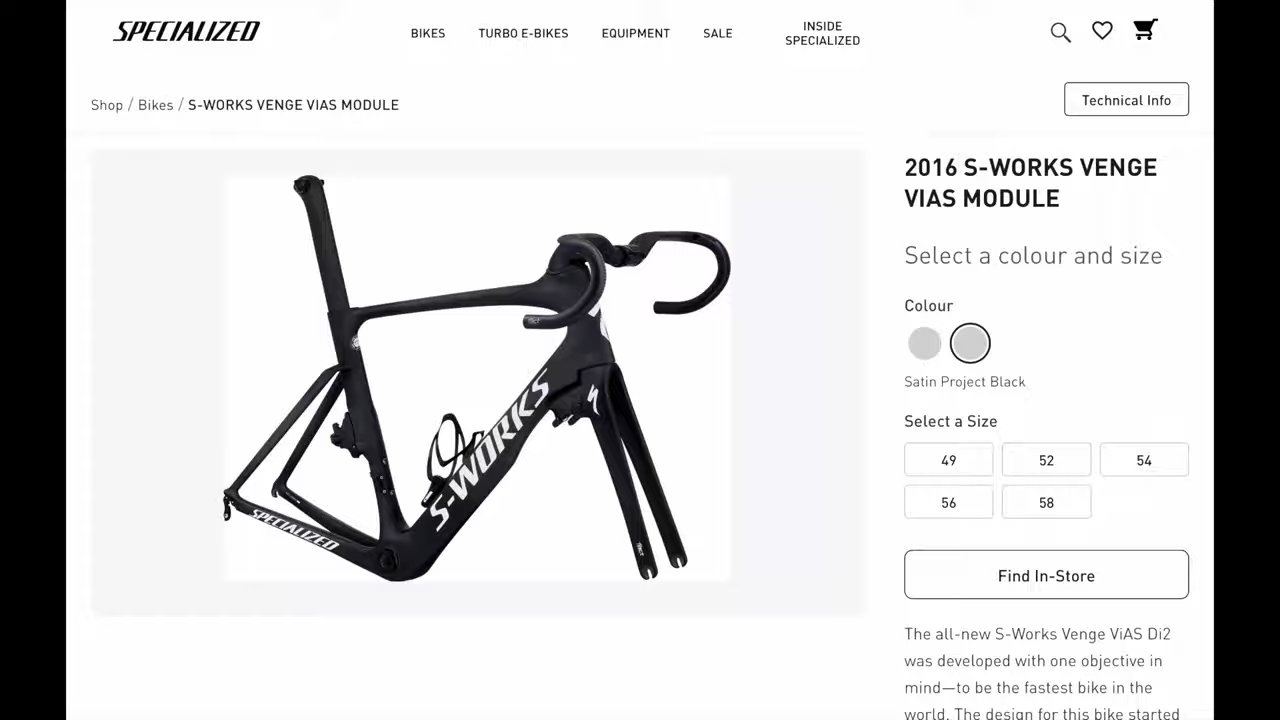 SPECIALIZED
BIKES
TURBO E-BIKES
EQUIPMENT
SALE
INSIDE
SPECIALIZED
Shop / Bikes / S-WORKS VENGE VIAS MODULE
Technical Info
2016 S-WORKS VENGE
VIAS MODULE
Select a colour and size
Colour
Satin Project Black
Select a Size
49
52
54
56
58
Find In-Store
The all-new S-Works Venge ViAS Di2
was developed with one objective in
mind—to be the fastest bike in the
world. The design for this bike started
S-WORKS
SPECIALIZED